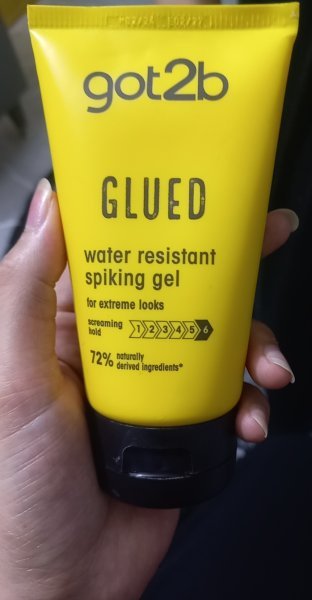 got2b
GLUED
water resistant
spiking gel
for extreme looks
screaming
hold
1 2 3 4 5 6
72% naturally
derived ingredients*